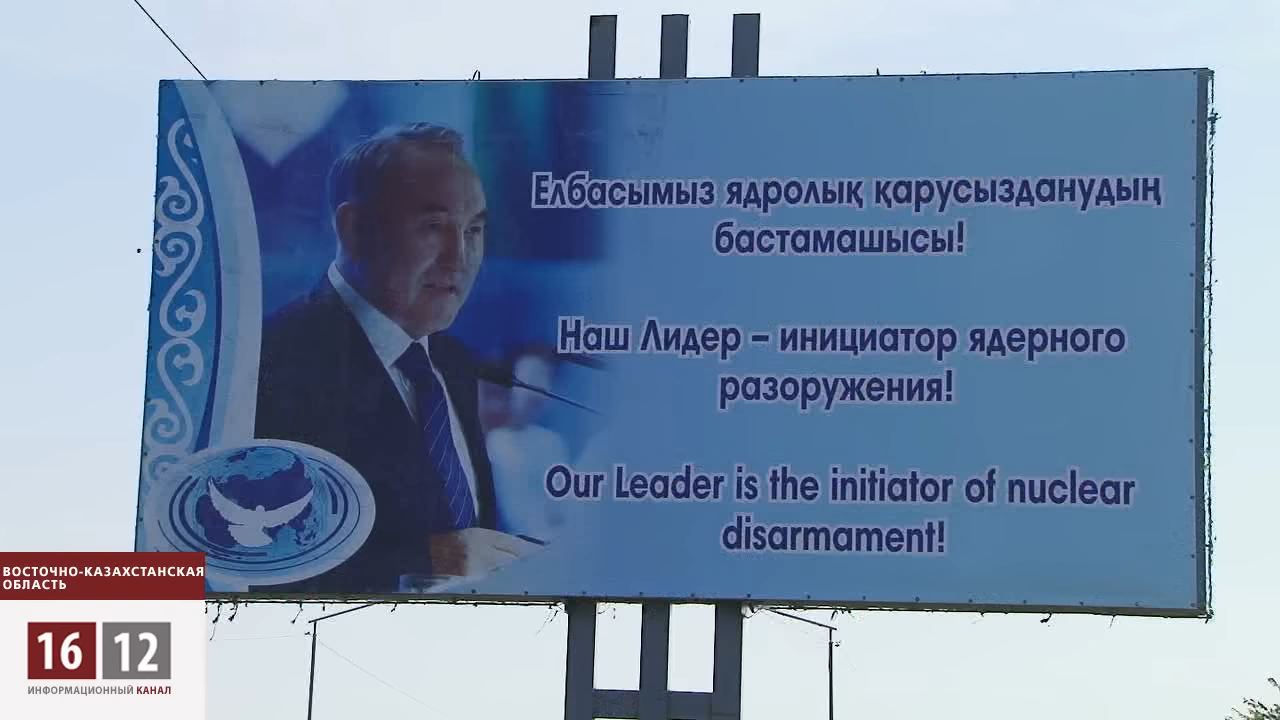 Елбасымыз ядролық қарусызданудың
бастамашысы!
Наш Лидер – инициатор ядерного
разоружения!
Our Leader is the initiator of nuclear
disarmament!
ВОСТОЧНО-КАЗАХСТАНСКАЯ
ОБЛАСТЬ
16 12
ИНФОРМАЦИОННЫЙ КАНАЛ